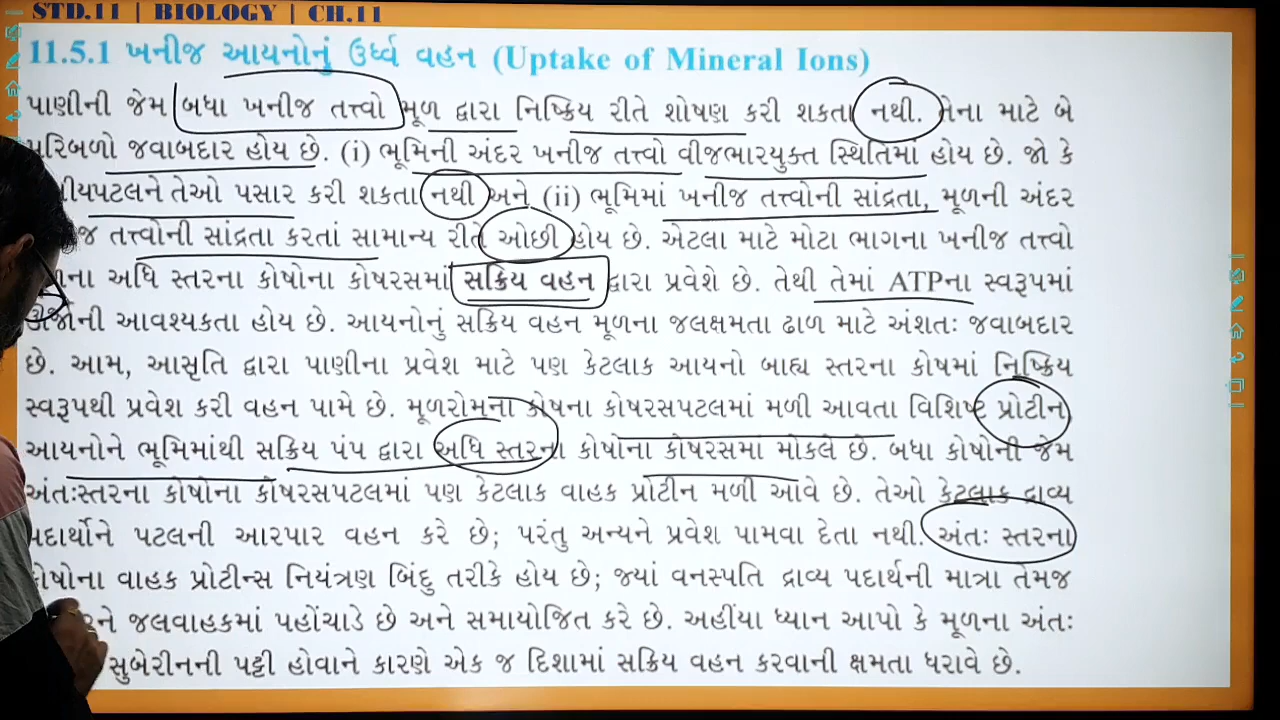 STD.11 | BIOLOGY | CH.11
11.5.1 ખનીજ આયનોનું ઉર્ધ્વ વહન (Uptake of Mineral Ions)
પાણીની જેમ બધા ખનીજ તત્ત્વો મૂળ દ્વારા નિષ્ક્રિય રીતે શોષણ કરી શકતા નથી. તેના માટે બે
પરિબળો જવાબદાર હોય છે. (i) ભૂમિની અંદર ખનીજ તત્ત્વો વીજભારયુક્ત સ્થિતિમાં હોય છે. જો કે
તેઓ પસાર કરી શકતા નથી અને (ii) ભૂમિમાં ખનીજ તત્ત્વોની સાંદ્રતા, મૂળની અંદર
તત્ત્વોની સાંદ્રતા કરતાં સામાન્ય રીતે ઓછી હોય છે. એટલા માટે મોટા ભાગના ખનીજ તત્ત્વો
અધિ સ્તરના કોષોના કોષરસમાં સક્રિય વહન દ્વારા પ્રવેશે છે. તેથી તેમાં ATPના સ્વરૂપમાં
ઊર્જાની આવશ્યકતા હોય છે. આયનોનું સક્રિય વહન મૂળના જલક્ષમતા ઢાળ માટે અંશતઃ જવાબદાર
છે. આમ, આસૃતિ દ્વારા પાણીના પ્રવેશ માટે પણ કેટલાક આયનો બાહ્ય સ્તરના કોષમાં નિષ્ક્રિય
સ્વરૂપથી પ્રવેશ કરી વહન પામે છે. મૂળરોમના કોષના કોષરસપટલમાં મળી આવતા વિશિષ્ટ પ્રોટીન
આયનોને ભૂમિમાંથી સક્રિય પંપ દ્વારા અધિ સ્તરના કોષોના કોષરસમાં મોકલે છે. બધા કોષોની જેમ
અંતઃસ્તરના કોષોના કોષરસપટલમાં પણ કેટલાક વાહક પ્રોટીન મળી આવે છે. તેઓ કેટલાક દ્રાવ્ય
પદાર્થોને પટલની આરપાર વહન કરે છે; પરંતુ અન્યને પ્રવેશ પામવા દેતા નથી. અંતઃ સ્તરના
કોષોના વાહક પ્રોટીન્સ નિયંત્રણ બિંદુ તરીકે હોય છે; જ્યાં વનસ્પતિ દ્રાવ્ય પદાર્થની માત્રા તેમજ
જલવાહકમાં પહોંચાડે છે અને સમાયોજિત કરે છે. અહીંયા ધ્યાન આપો કે મૂળના અંતઃ
સુબેરીનની પટ્ટી હોવાને કારણે એક જ દિશામાં સક્રિય વહન કરવાની ક્ષમતા ધરાવે છે.